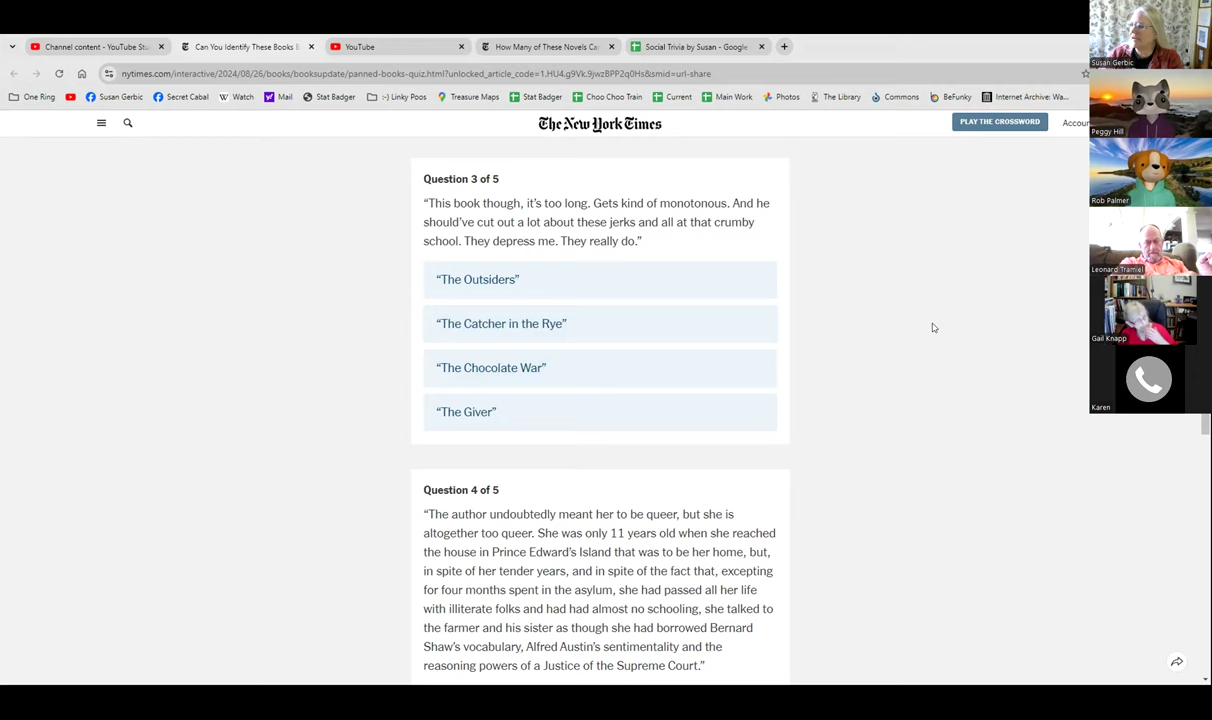 Channel content - YouTube Stu
Can You Identify These Books B
YouTube
How Many of These Novels Can
Social Trivia by Susan - Google
nytimes.com/interactive/2024/08/26/books/booksupdate/panned-books-quiz.html?unlocked_article_code=1.HU4.g9Vk.9jwzBPP2q0Hs&smid=url-share
One Ring
Susan Gerbic
Secret Cabal
Watch
Mail
Stat Badger
:-) Linky Poos
Treasure Maps
Stat Badger
Choo Choo Train
Current
Main Work
Photos
The Library
Commons
BeFunky
Internet Archive: Wa...
The New York Times
PLAY THE CROSSWORD
Accoun
Question 3 of 5
“This book though, it’s too long. Gets kind of monotonous. And he
should’ve cut out a lot about these jerks and all at that crumby
school. They depress me. They really do.”
“The Outsiders”
“The Catcher in the Rye”
“The Chocolate War”
“The Giver”
Question 4 of 5
“The author undoubtedly meant her to be queer, but she is
altogether too queer. She was only 11 years old when she reached
the house in Prince Edward’s Island that was to be her home, but,
in spite of her tender years, and in spite of the fact that, excepting
for four months spent in the asylum, she had passed all her life
with illiterate folks and had had almost no schooling, she talked to
the farmer and his sister as though she had borrowed Bernard
Shaw’s vocabulary, Alfred Austin’s sentimentality and the
reasoning powers of a Justice of the Supreme Court.”
Susan Gerbic
Peggy Hill
Rob Palmer
Leonard Tramiel
Gail Knapp
Karen